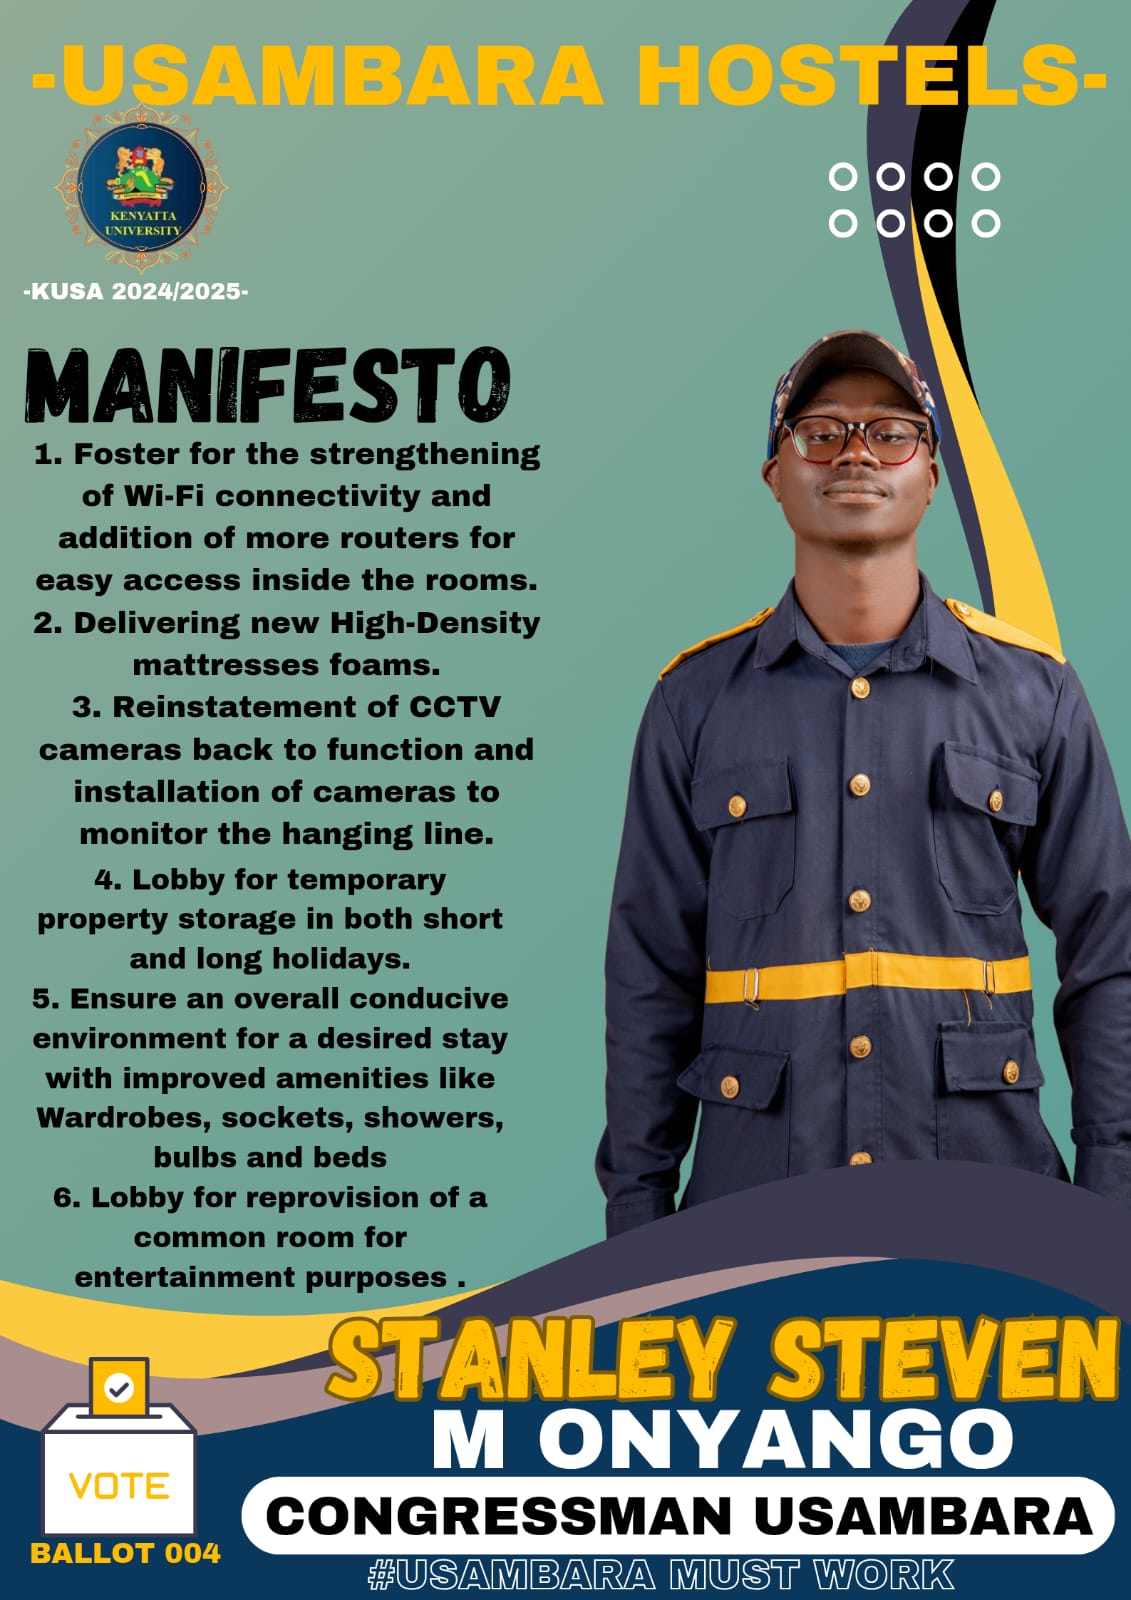 -USAMBARA HOSTELS-
KENYATTA
UNIVERSITY
-KUSA 2024/2025-
MANIFESTO
1. Foster for the strengthening
of Wi-Fi connectivity and
addition of more routers for
easy access inside the rooms.
2. Delivering new High-Density
mattresses foams.
3. Reinstatement of CCTV
cameras back to function and
installation of cameras to
monitor the hanging line.
4. Lobby for temporary
property storage in both short
and long holidays.
5. Ensure an overall conducive
environment for a desired stay
with improved amenities like
Wardrobes, sockets, showers,
bulbs and beds
6. Lobby for reprovision of a
common room for
entertainment purposes .
STANLEY STEVEN
M ONYANGO
CONGRESSMAN USAMBARA
#USAMBARA MUST WORK
VOTE
BALLOT 004